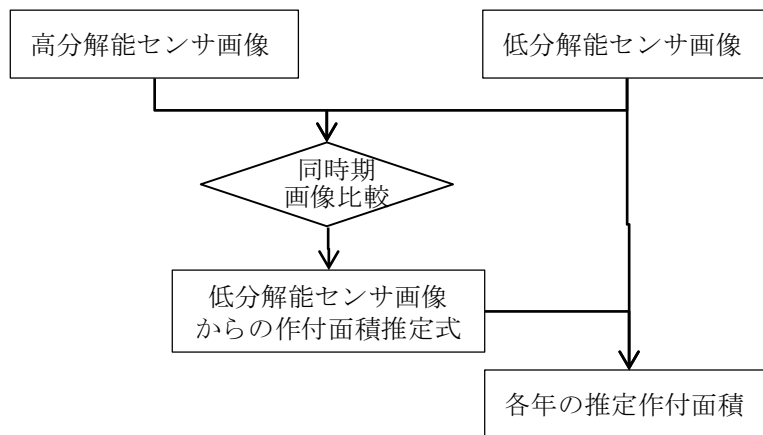 高分解能センサ画像
低分解能センサ画像
同時期
画像比較
低分解能センサ画像
からの作付面積推定式
各年の推定作付面積